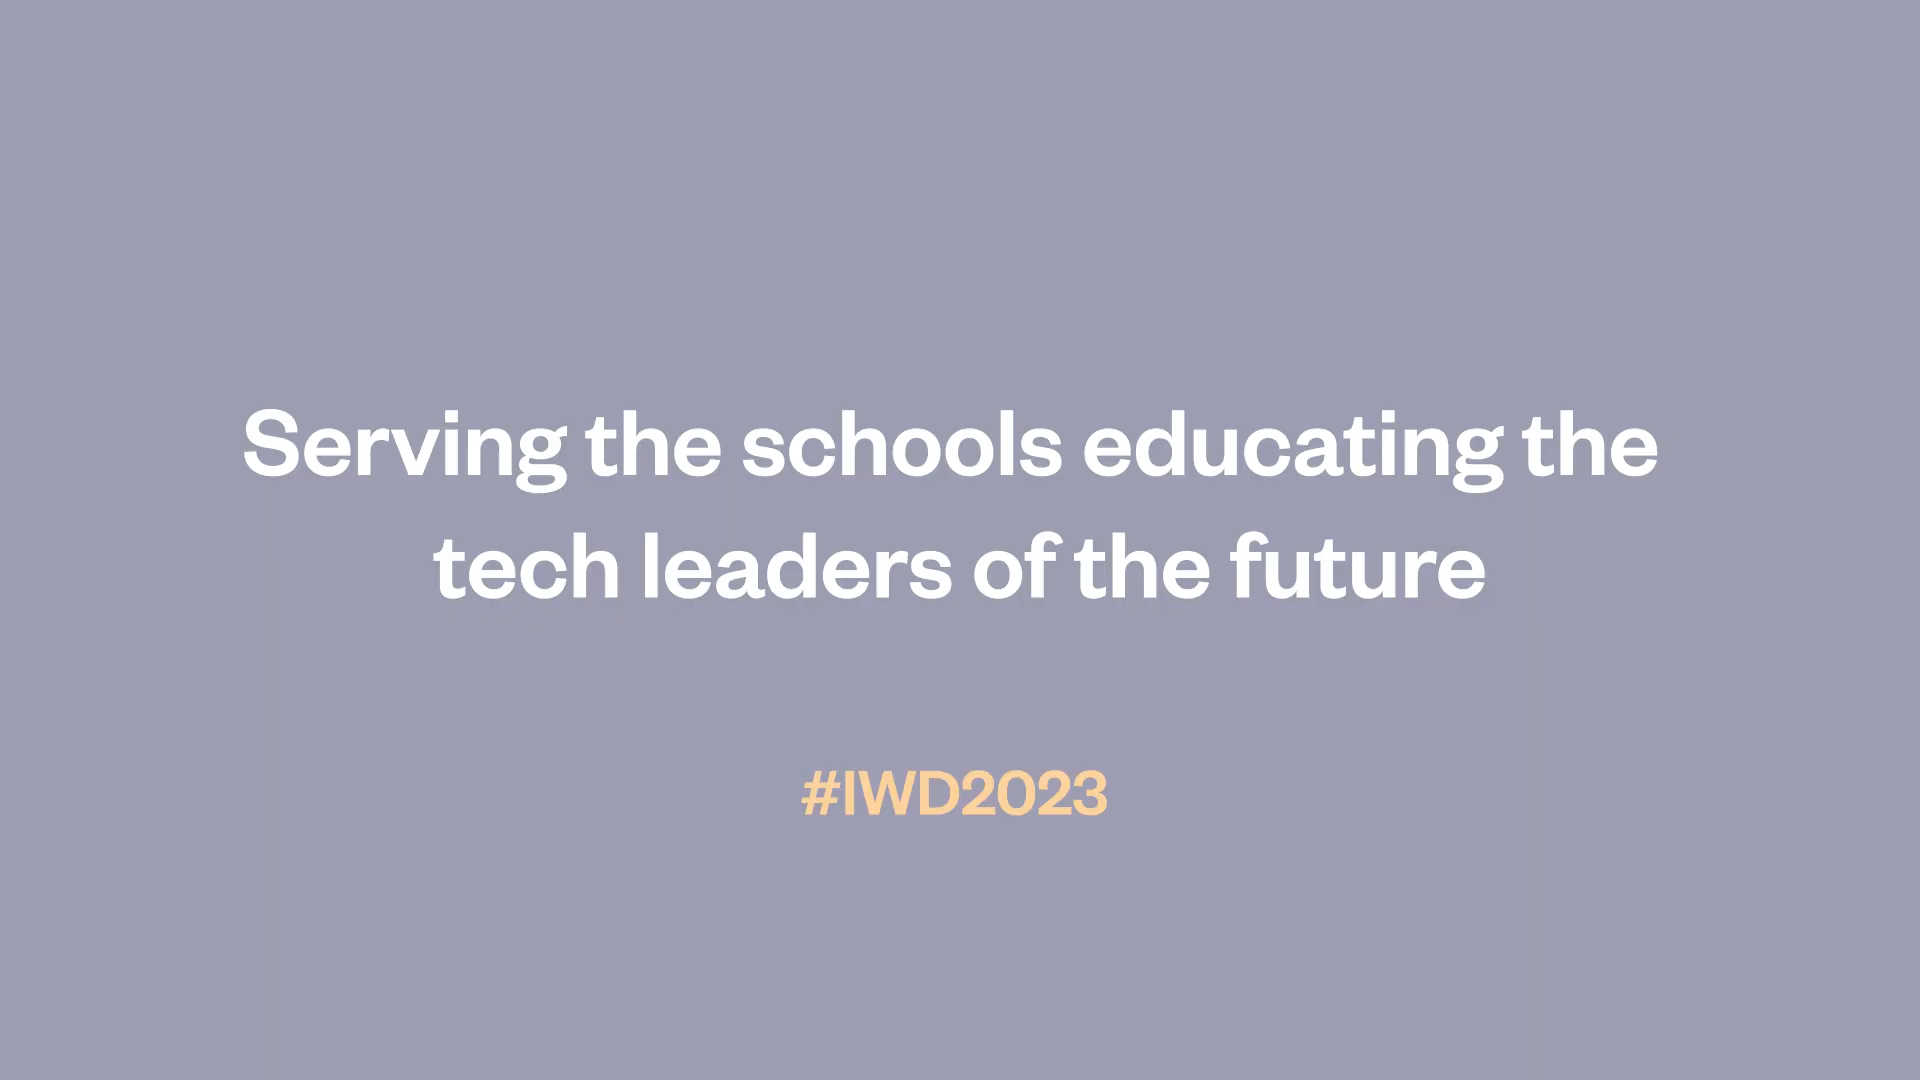 Serving the schools educating the
tech leaders of the future
#IWD2023